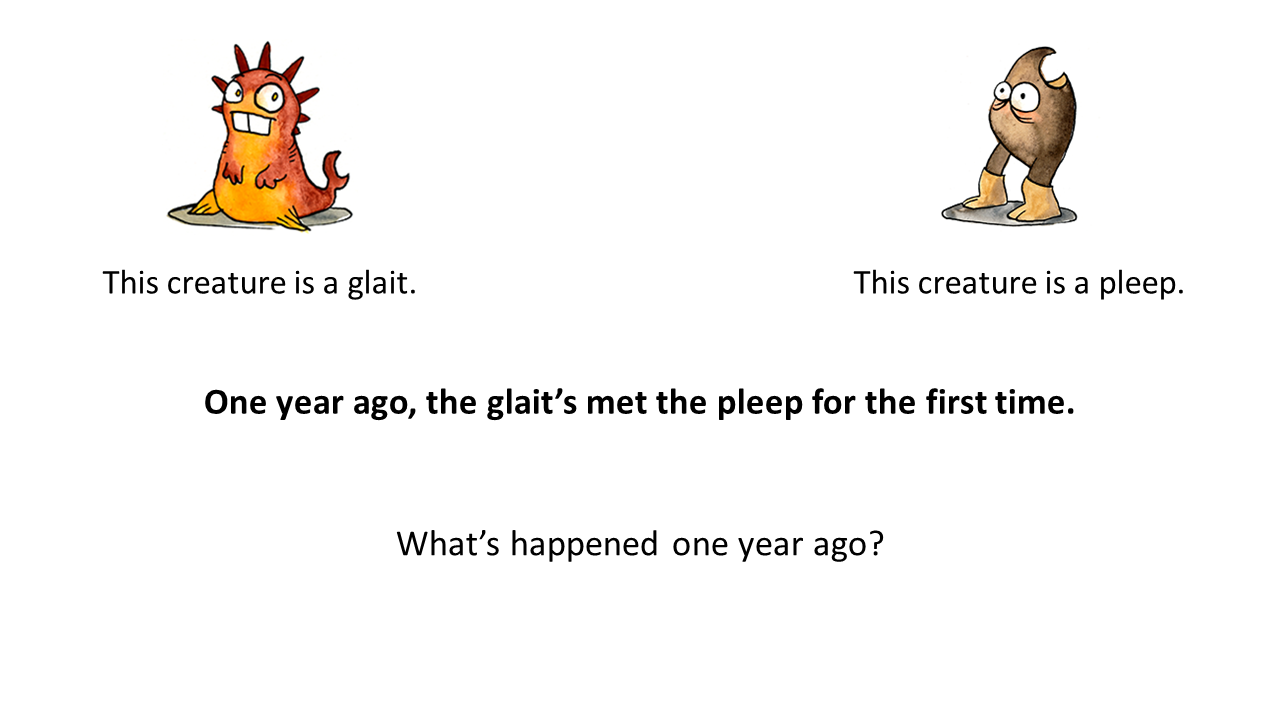 This creature is a glait.
This creature is a pleep.
One year ago, the glait’s met the pleep for the first time.
What’s happened one year ago?